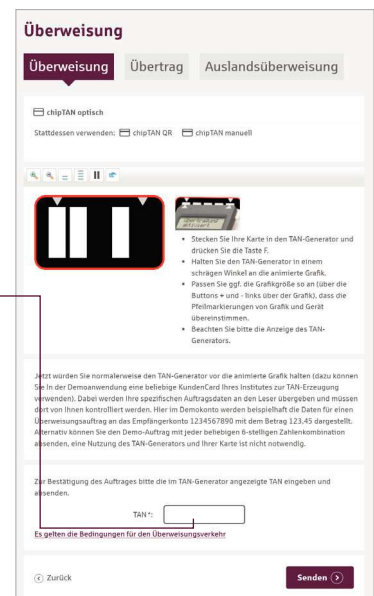 Überweisung
Überweisung Übertrag Auslandsüberweisung
chipTAN optisch
Stattdessen verwenden: chipTAN QR chipTAN manuell
• Stecken Sie Ihre Karte in den TAN-Generator und
drücken Sie die Taste F.
• Halten Sie den TAN-Generator in einem
schrägen Winkel an die animierte Grafik.
• Passen Sie ggf. die Grafikgröße so an (über die
Buttons + und - links über der Grafik), dass die
Pfeilmarkierungen von Grafik und Gerät
übereinstimmen.
• Beachten Sie bitte die Anzeige des TAN-
Generators.
Jetzt würden Sie normalerweise den TAN-Generator vor die animierte Grafik halten (dazu können
Sie in der Demoanwendung eine beliebige KundenCard Ihres Institutes zur TAN-Erzeugung
verwenden). Dabei werden Ihre spezifischen Auftragsdaten an den Leser übergeben und müssen
dort von Ihnen kontrolliert werden. Hier im Demokonto werden beispielhaft die Daten für einen
Überweisungsauftrag an das Empfängerkonto 1234567890 mit dem Betrag 123,45 dargestellt.
Alternativ können Sie den Demo-Auftrag mit jeder beliebigen 6-stelligen Zahlenkombination
absenden, eine Nutzung des TAN-Generators und Ihrer Karte ist nicht notwendig.
Zur Bestätigung des Auftrages bitte die im TAN-Generator angezeigte TAN eingeben und
absenden.
TAN*:
Es gelten die Bedingungen für den Überweisungsverkehr
Zurück Senden